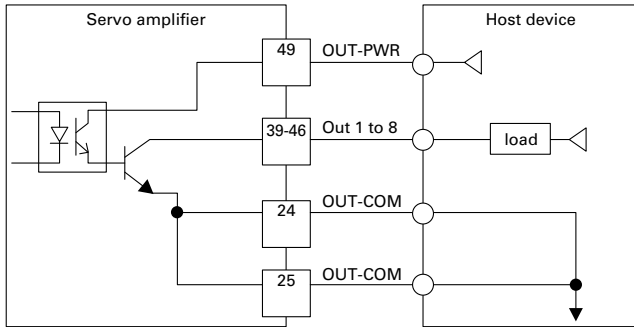 Servo amplifier
Host device
49
OUT-PWR
39-46
Out 1 to 8
load
24
OUT-COM
25
OUT-COM